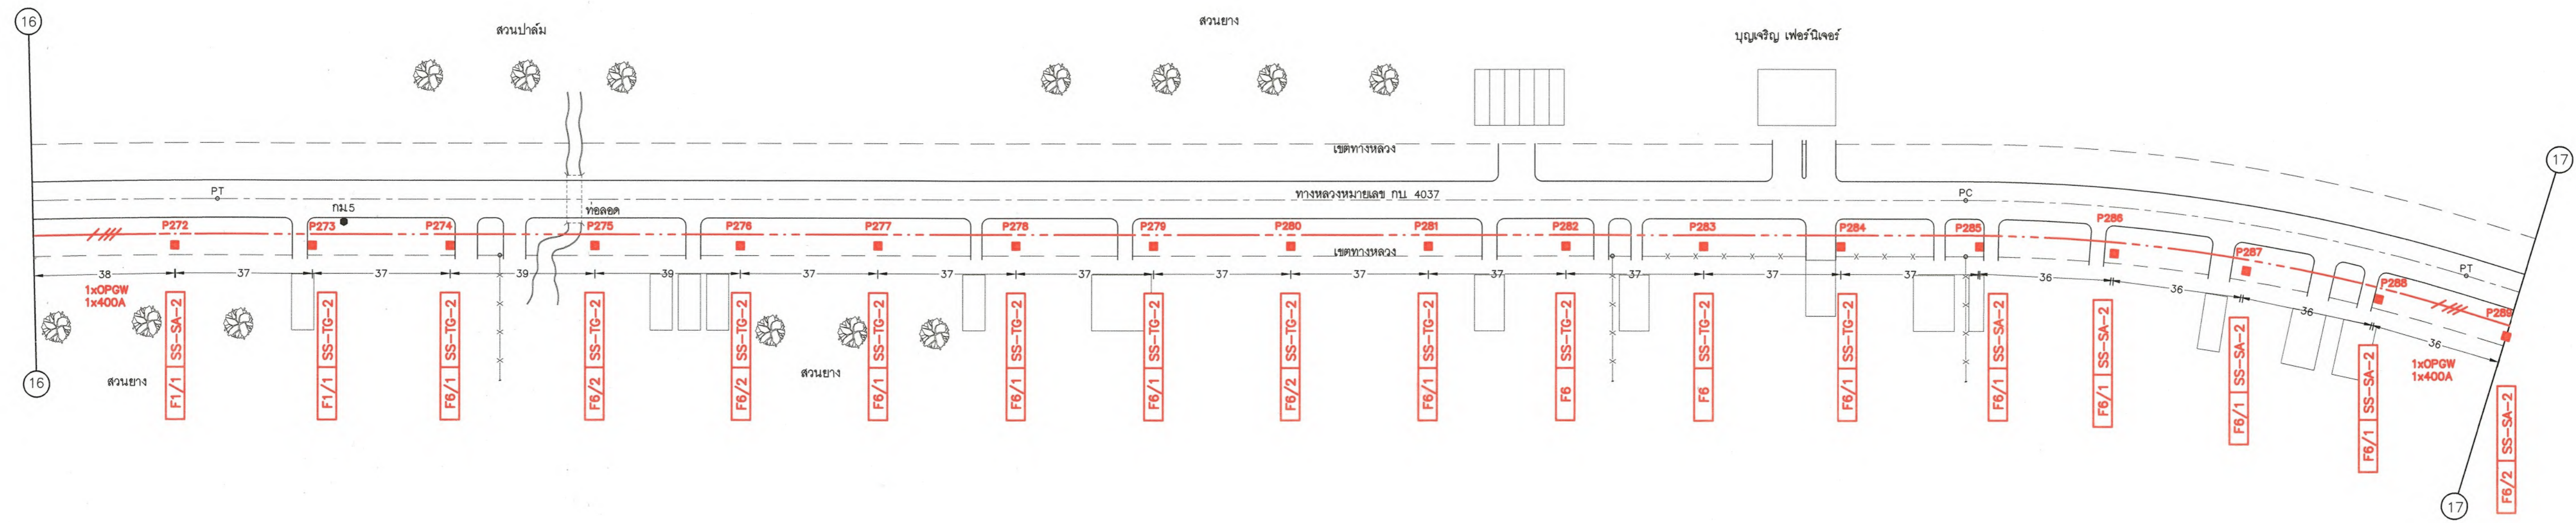 16
สวนปาล์ม
สวนยาง
บุญเจริญ เฟอร์นิเจอร์
17
เขตทางหลวง
PT
ทางหลวงหมายเลข กบ. 4037
PC
กม.5
ท่อลอด
P272
P273
P274
P275
P276
P277
P278
P279
P280
P281
P282
P283
P284
P285
P286
P287
P288
P289
PT
เขตทางหลวง
38
37
37
39
39
37
37
37
37
37
37
37
37
37
36
36
36
36
1xOPGW
1x400A
1xOPGW
1x400A
16
สวนยาง
สวนยาง
F1/1 SS-SA-2
F1/1 SS-TG-2
F6/1 SS-TG-2
F6/2 SS-TG-2
F6/2 SS-TG-2
F6/1 SS-TG-2
F6/1 SS-TG-2
F6/1 SS-TG-2
F6/2 SS-TG-2
F6/1 SS-TG-2
F6 SS-TG-2
F6 SS-TG-2
F6/1 SS-TG-2
F6/1 SS-SA-2
F6/1 SS-SA-2
F6/1 SS-SA-2
F6/1 SS-SA-2
F6/2 SS-SA-2
17